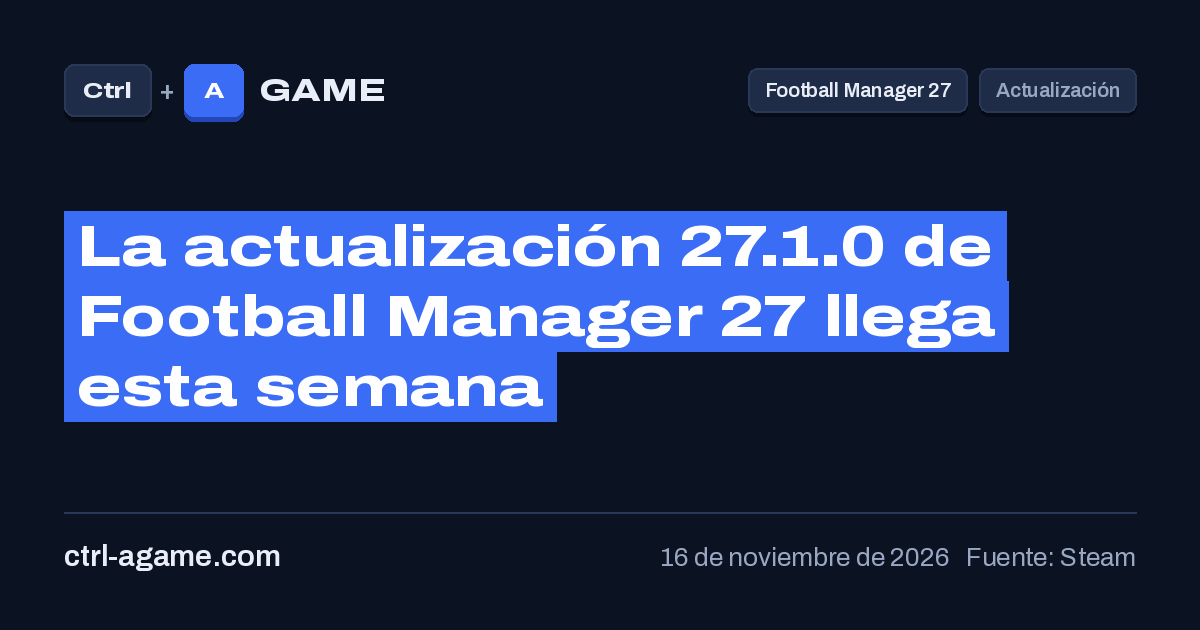 Ctrl + A GAME
Football Manager 27
Actualización
La actualización 27.1.0 de
Football Manager 27 llega
esta semana
ctrl-agame.com
16 de noviembre de 2026 Fuente: Steam